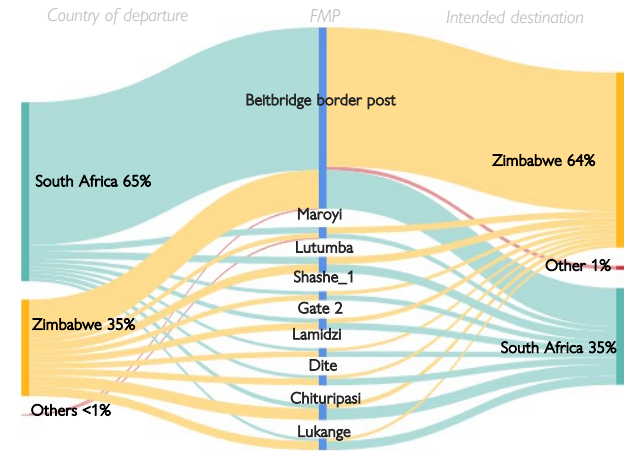 Country of departure
FMP
Intended destination
Beitbridge border post
South Africa 65%
Zimbabwe 64%
Maroyi
Lutumba
Other 1%
Shashe_1
Gate 2
Zimbabwe 35%
Lamidzi
South Africa 35%
Dite
Chituripasi
Others <1%
Lukange